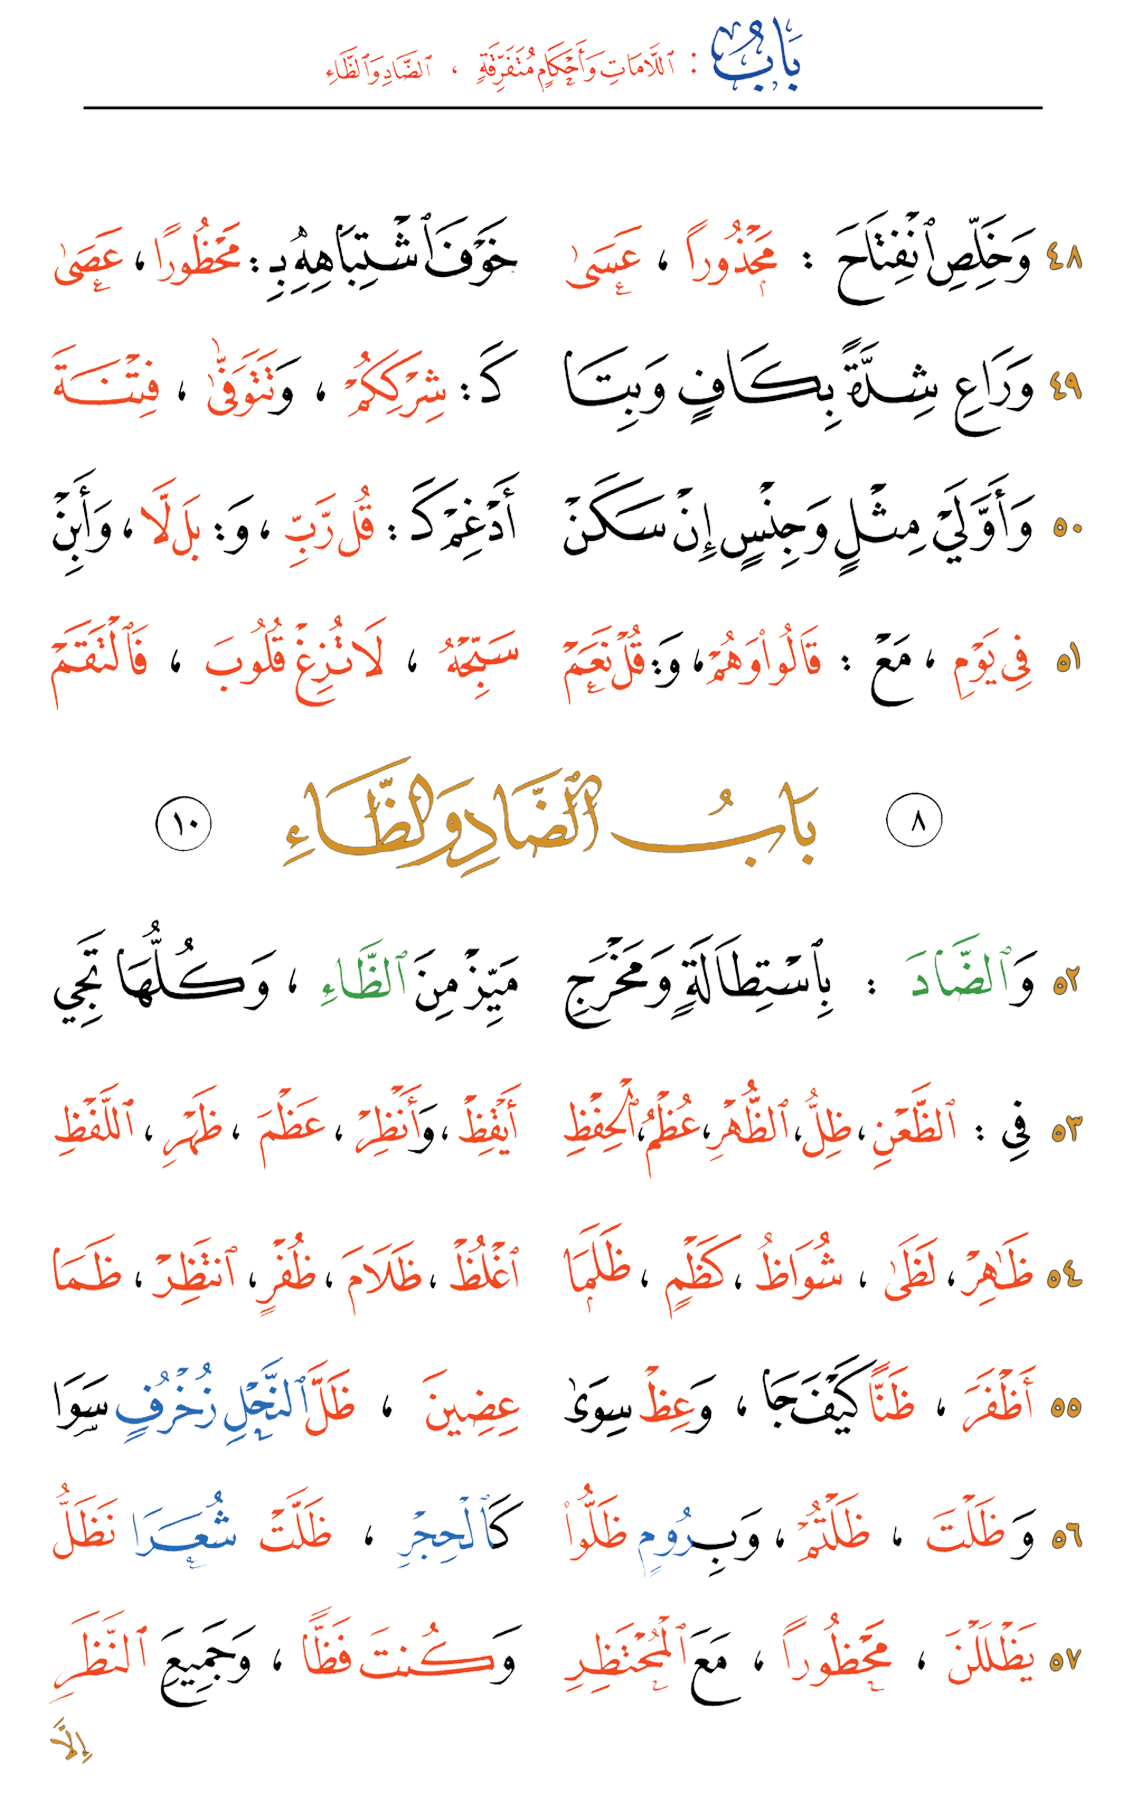 بَابُ : ٱللَّامَاتِ وَأَحْكَامٍ مُتَفَرِّقَةٍ ، ٱلضَّادِ وَٱلظَّاءِ
٤٨ وَخَلِّصِ ٱنْفِتَاحَ : مَحْذُورًا ، عَسَىٰ خَوْفَ ٱشْتِبَاهِهِۦ بِـ : مَحْظُورًا ، عَصَىٰ
٤٩ وَرَاعِ شِدَّةً بِكَافٍ وَبِتَا كَـ : شِرْكِكُمْ ، وَتَتَوَفَّىٰ ، فِتْنَةَ
٥٠ وَأَوَّلَيْ مِثْلٍ وَجِنْسٍ إِنْ سَكَنْ أَدْغِمْ كَـ : قُل رَّبِّ ، وَ : بَل لَّا ، وَأَبِنْ
٥١ فِي يَوْمِ ، مَعْ : قَالُوا۟ وَهُمْ ، وَ : قُلْ نَعَمْ سَبِّحْهُ ، لَا تُزِغْ قُلُوبَ ، فَٱلْتَقَمْ
٨ بَابُ ٱلضَّادِ وَٱلظَّاءِ ١٠
٥٢ وَٱلضَّادَ : بِٱسْتِطَالَةٍ وَمَخْرَجِ مَيِّزْ مِنَ ٱلظَّاءِ ، وَكُلُّهَا تَجِي
٥٣ فِي : ٱلظَّعْنِ ، ظِلُّ ، ٱلظُّهْرِ ، عُظْمُ ، ٱلْحِفْظِ أَيْقِظْ ، وَأَنْظِرْ ، عَظْمَ ، ظَهْرِ ، ٱللَّفْظِ
٥٤ ظَـٰهِرْ ، لَظَىٰ ، شُوَاظُ ، كَظْمٍ ، ظَلَمَا ٱغْلُظْ ، ظَلَامَ ، ظُفْرٍ ، ٱنتَظِرْ ، ظَمَا
٥٥ أَظْفَرَ ، ظَنًّا كَيْفَ جَا ، وَعِظْ سِوَىٰ عِضِينَ ، ظَلَّ ٱلنَّحْلِ زُخْرُفٍ سَوَا
٥٦ وَظَلْتَ ، ظَلْتُمْ ، وَبِرُومٍ ظَلُّوا۟ كَٱلْحِجْرِ ، ظَلَّتْ شُعَرَا نَظَلُّ
٥٧ يَظْلَلْنَ ، مَحْظُورًا ، مَعَ ٱلْمُحْتَظِرِ وَكُنتَ فَظًّا ، وَجَمِيعَ ٱلنَّظَرِ
إِلَّا